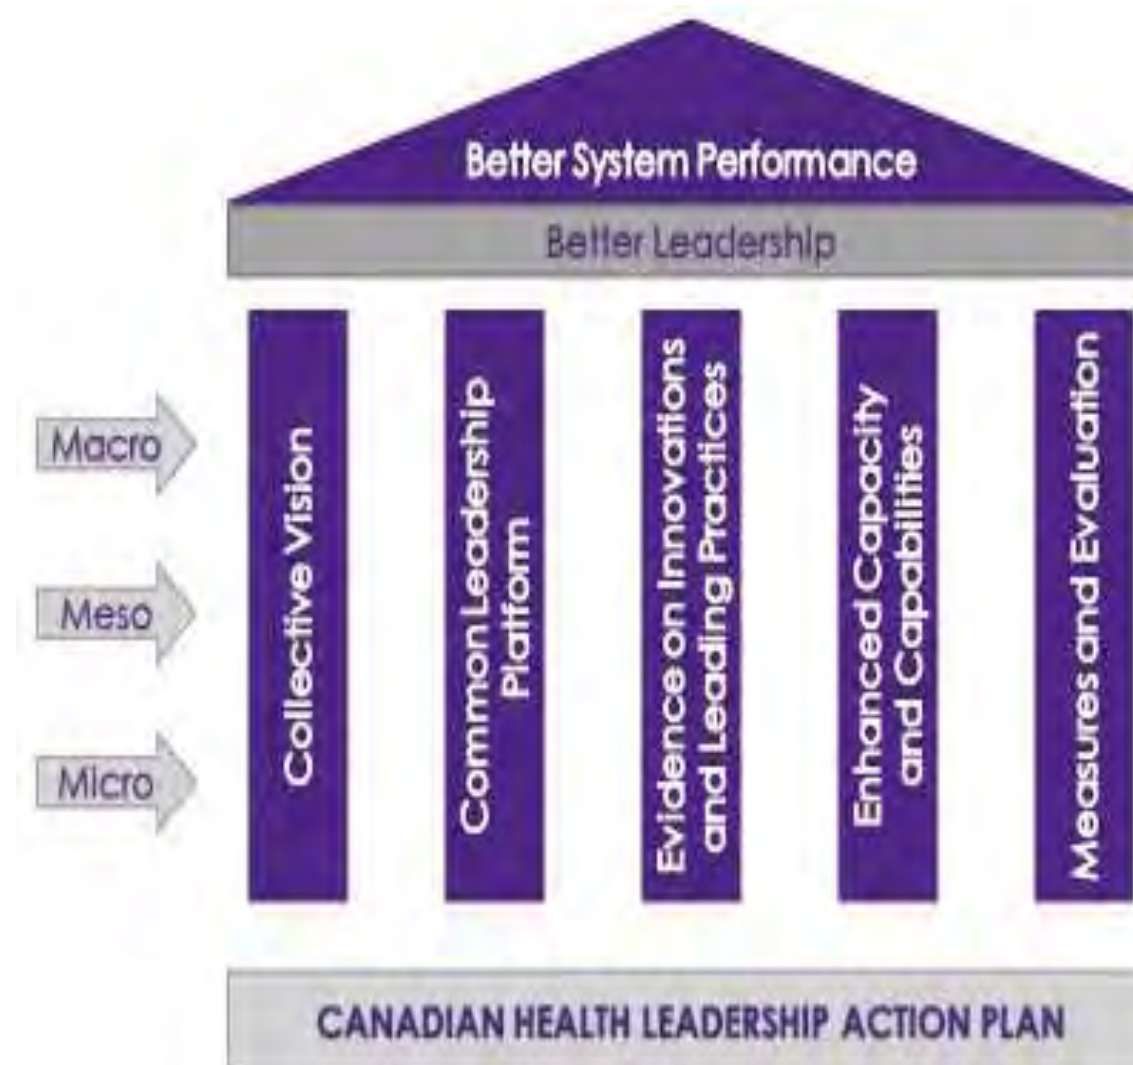 Better System Performance
Better Leadership
Macro
Meso
Micro
Collective Vision
Common Leadership
Platform
Evidence on Innovations
and Leading Practices
Enhanced Capacity
and Capabilities
Measures and Evaluation
CANADIAN HEALTH LEADERSHIP ACTION PLAN